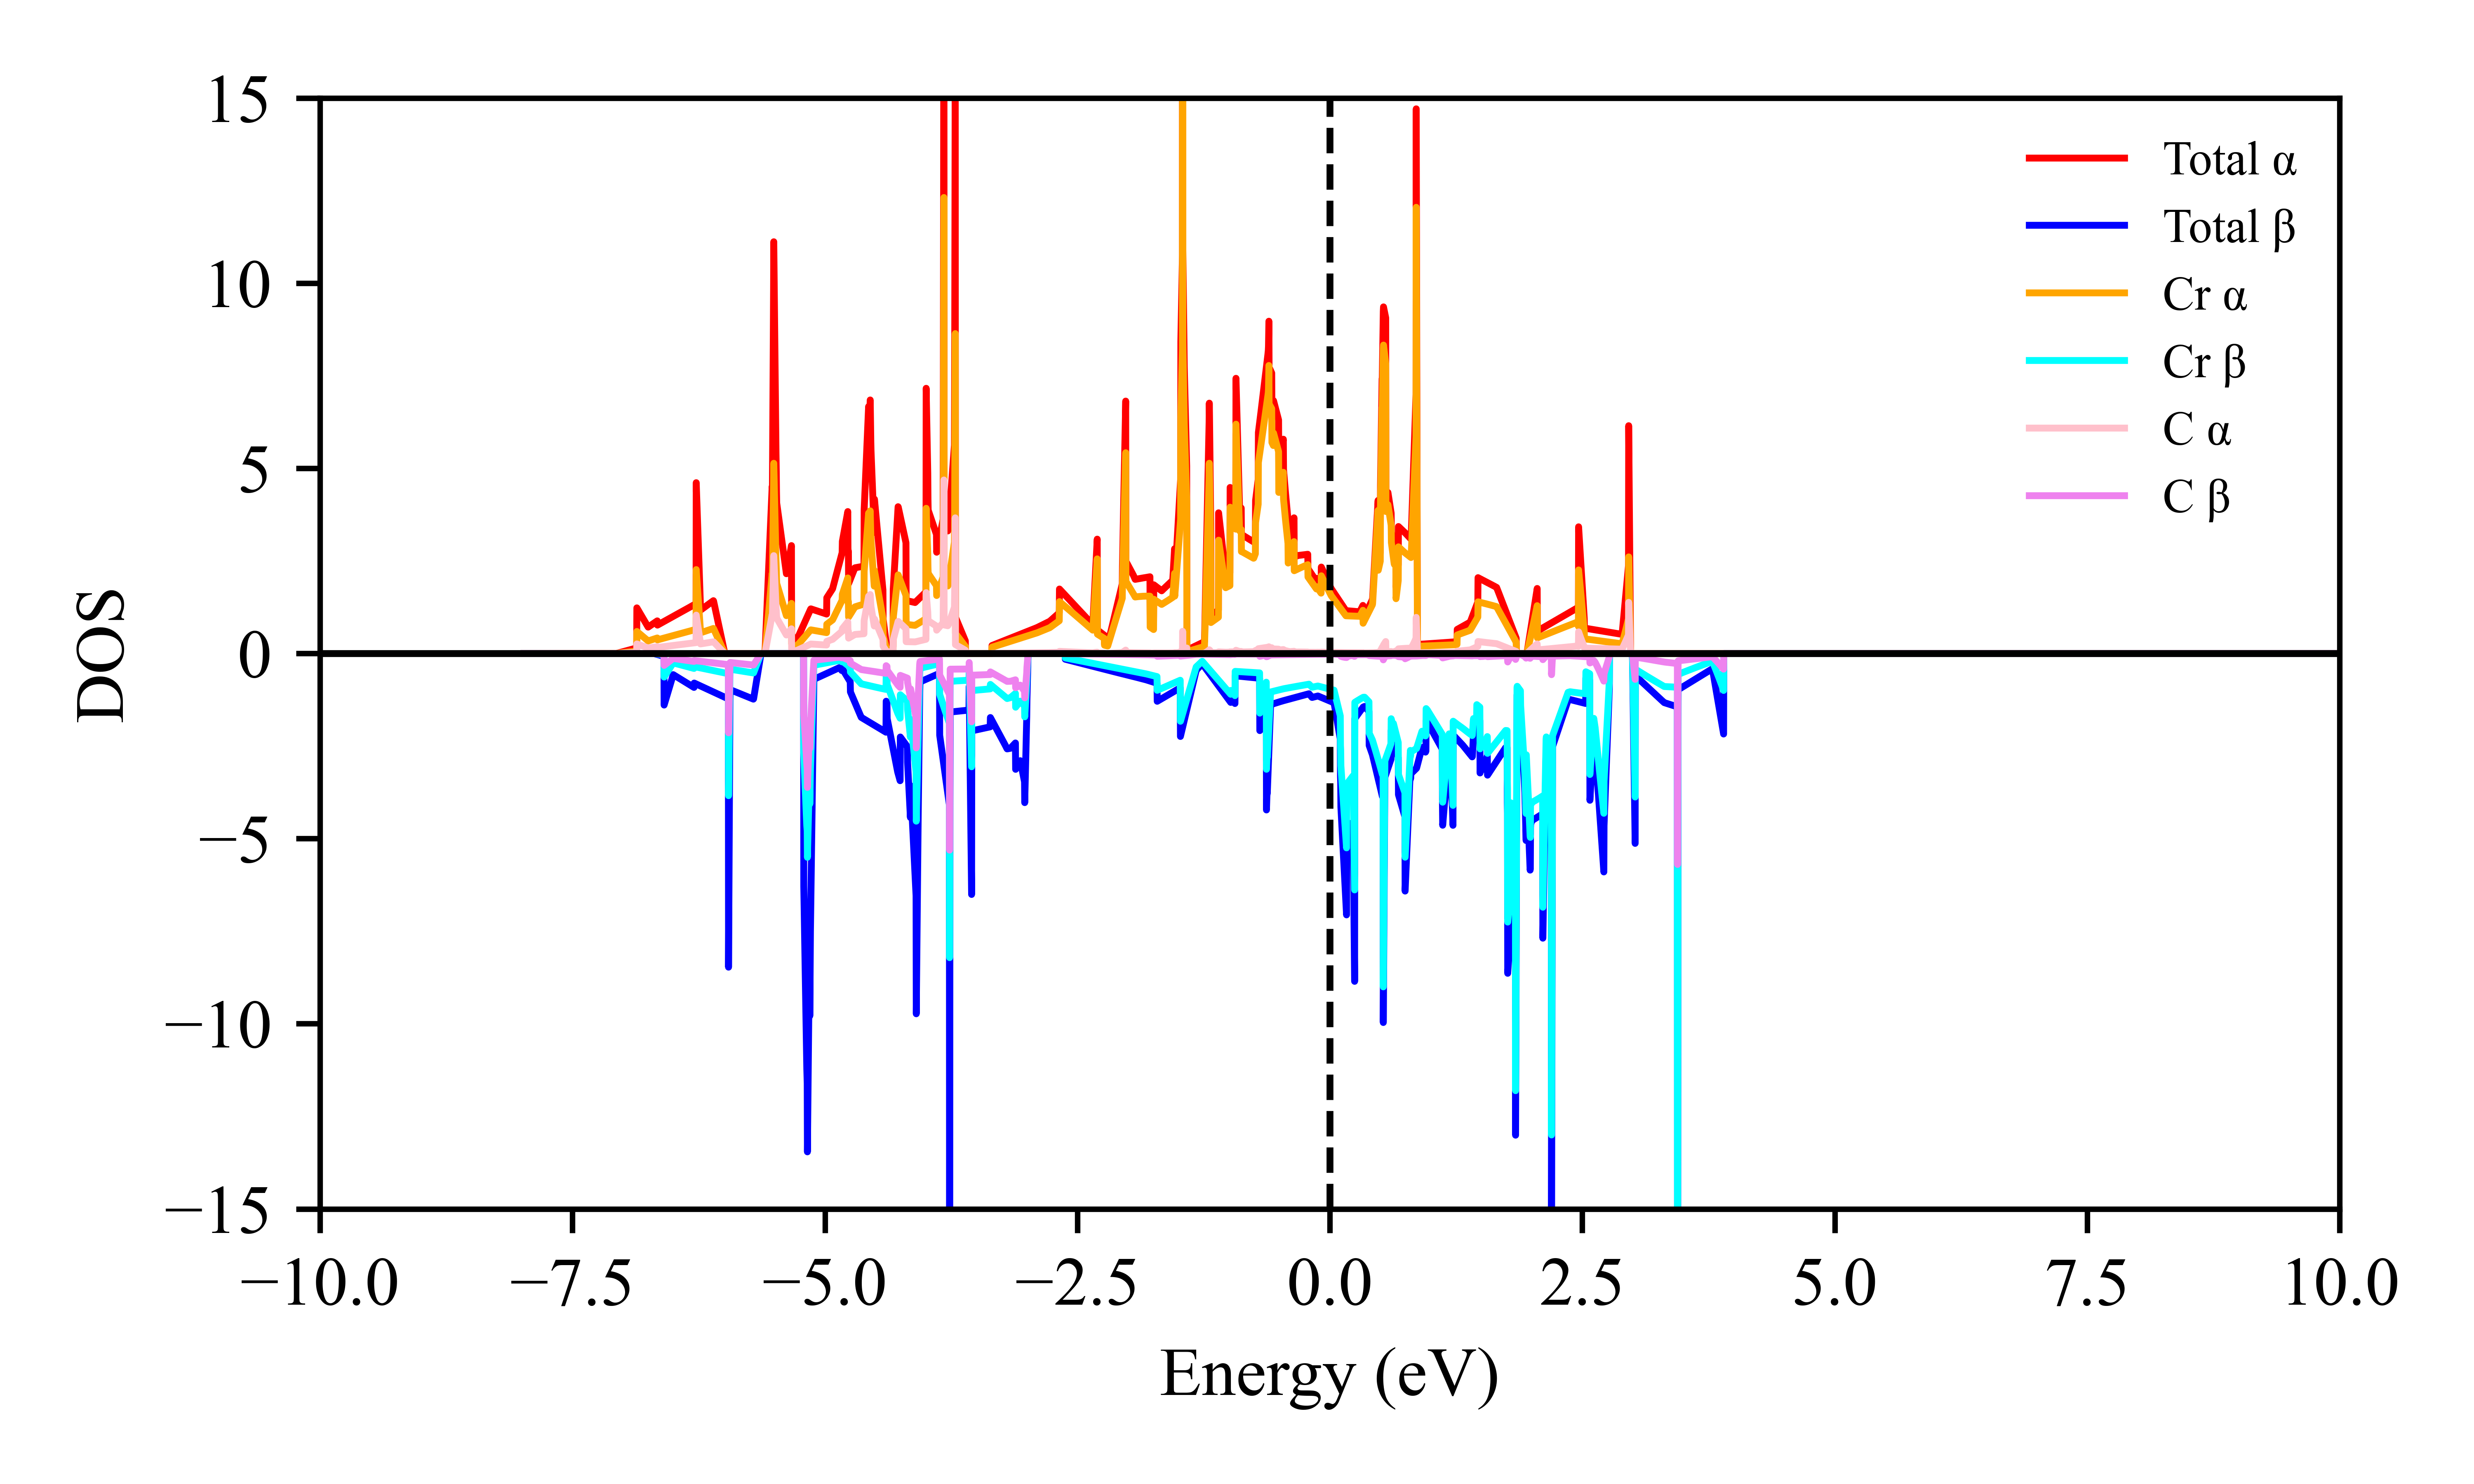 15
10
5
0
−5
−10
−15
DOS
Total α
Total β
Cr α
Cr β
C α
C β
−10.0 −7.5 −5.0 −2.5 0.0 2.5 5.0 7.5 10.0
Energy (eV)